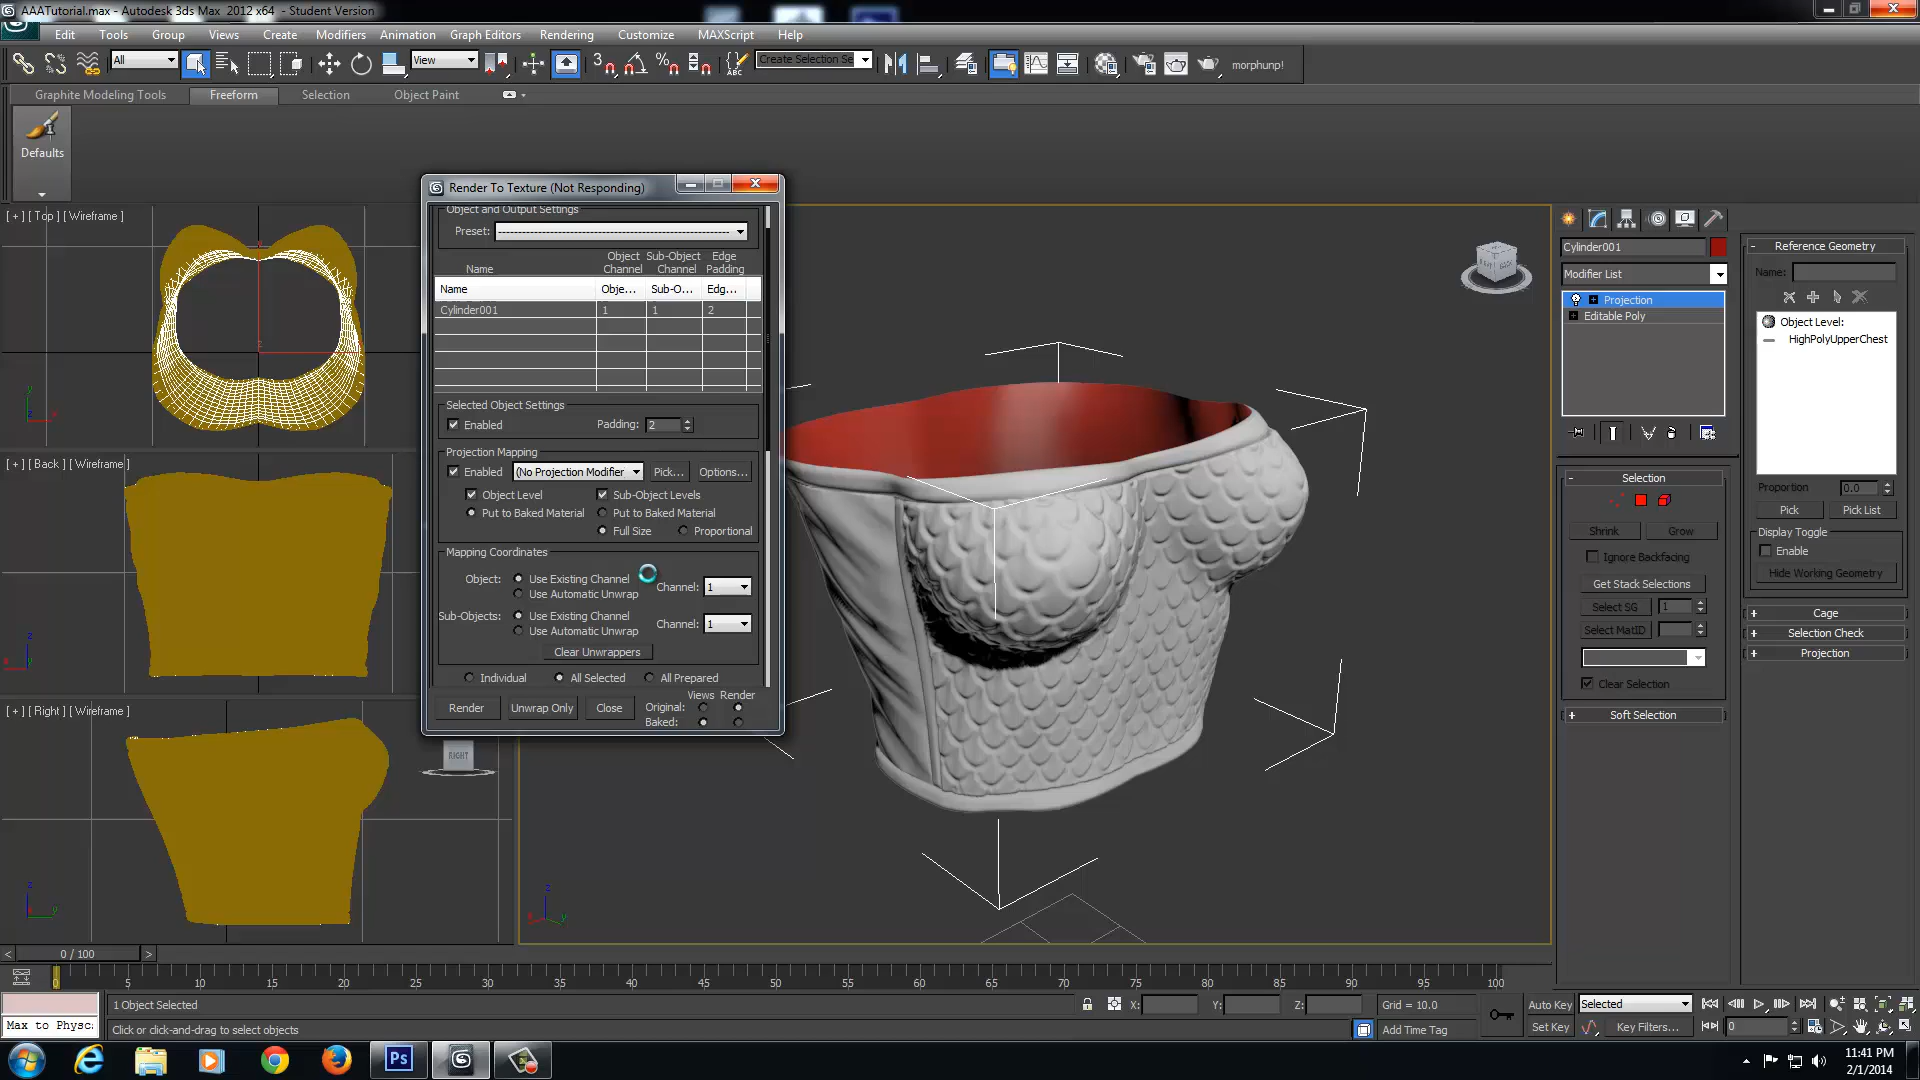 AAATutorial.max - Autodesk 3ds Max 2012 x64 - Student Version
Edit Tools Group Views Create Modifiers Animation Graph Editors Rendering Customize MAXScript Help
All View Create Selection Se morphunp!
Graphite Modeling Tools Freeform Selection Object Paint
Defaults
[ + ] [ Top ] [ Wireframe ]
[ + ] [ Back ] [ Wireframe ]
[ + ] [ Right ] [ Wireframe ]
RIGHT
Render To Texture (Not Responding)
Object and Output Settings
Preset:
Object Sub-Object Edge
Name Channel Channel Padding
Name Obje... Sub-O... Edg...
Cylinder001 1 1 2
Selected Object Settings
Enabled Padding: 2
Projection Mapping
Enabled (No Projection Modifier Pick... Options...
Object Level Sub-Object Levels
Put to Baked Material Put to Baked Material
Full Size Proportional
Mapping Coordinates
Object: Use Existing Channel
Use Automatic Unwrap Channel: 1
Sub-Objects: Use Existing Channel
Use Automatic Unwrap Channel: 1
Clear Unwrappers
Individual All Selected All Prepared
Views Render
Render Unwrap Only Close Original:
Baked:
Cylinder001
Modifier List
Projection
Editable Poly
Selection
Shrink Grow
Ignore Backfacing
Get Stack Selections
Select SG 1
Select MatID
Clear Selection
Soft Selection
Reference Geometry
Name:
Object Level:
HighPolyUpperChest
Proportion 0.0
Pick Pick List
Display Toggle
Enable
Hide Working Geometry
Cage
Selection Check
Projection
0 / 100
0 5 10 15 20 25 30 35 40 45 50 55 60 65 70 75 80 85 90 95 100
1 Object Selected X: Y: Z: Grid = 10.0 Auto Key Selected
Max to Physc: Click or click-and-drag to select objects Add Time Tag Set Key Key Filters... 0
Ps
11:41 PM
2/1/2014